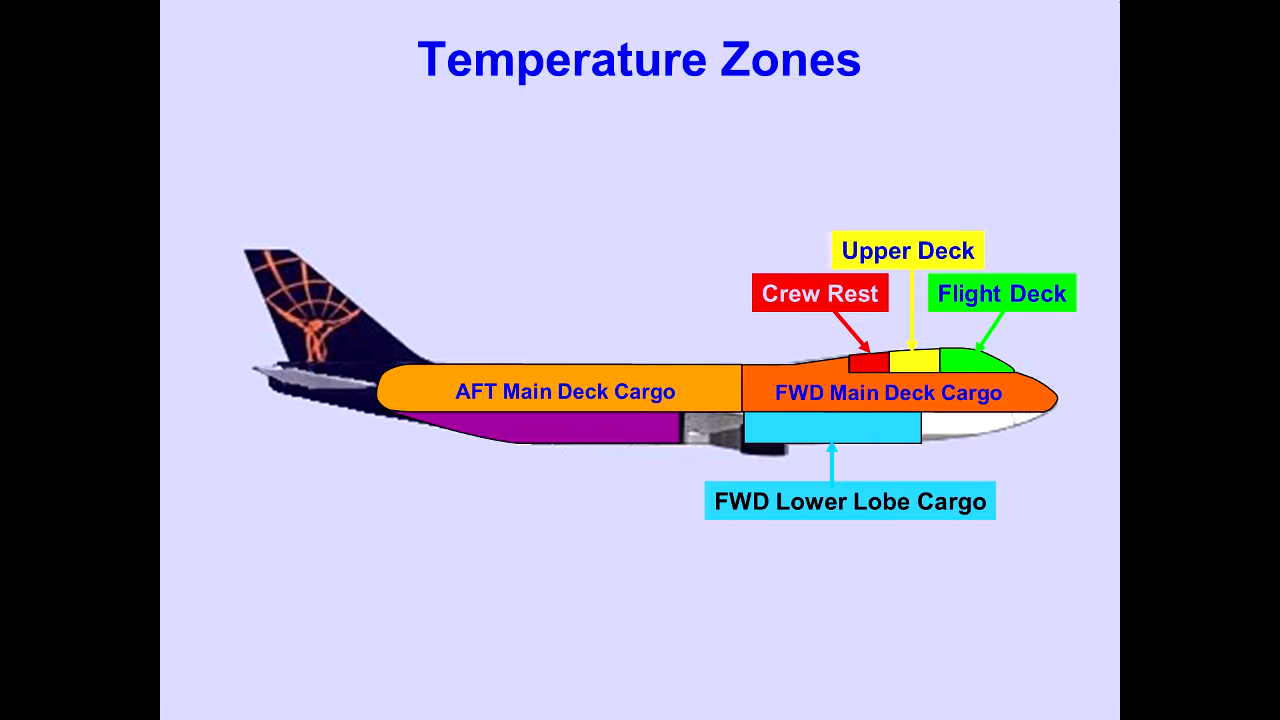 Temperature Zones
Upper Deck
Crew Rest
Flight Deck
AFT Main Deck Cargo
FWD Main Deck Cargo
FWD Lower Lobe Cargo